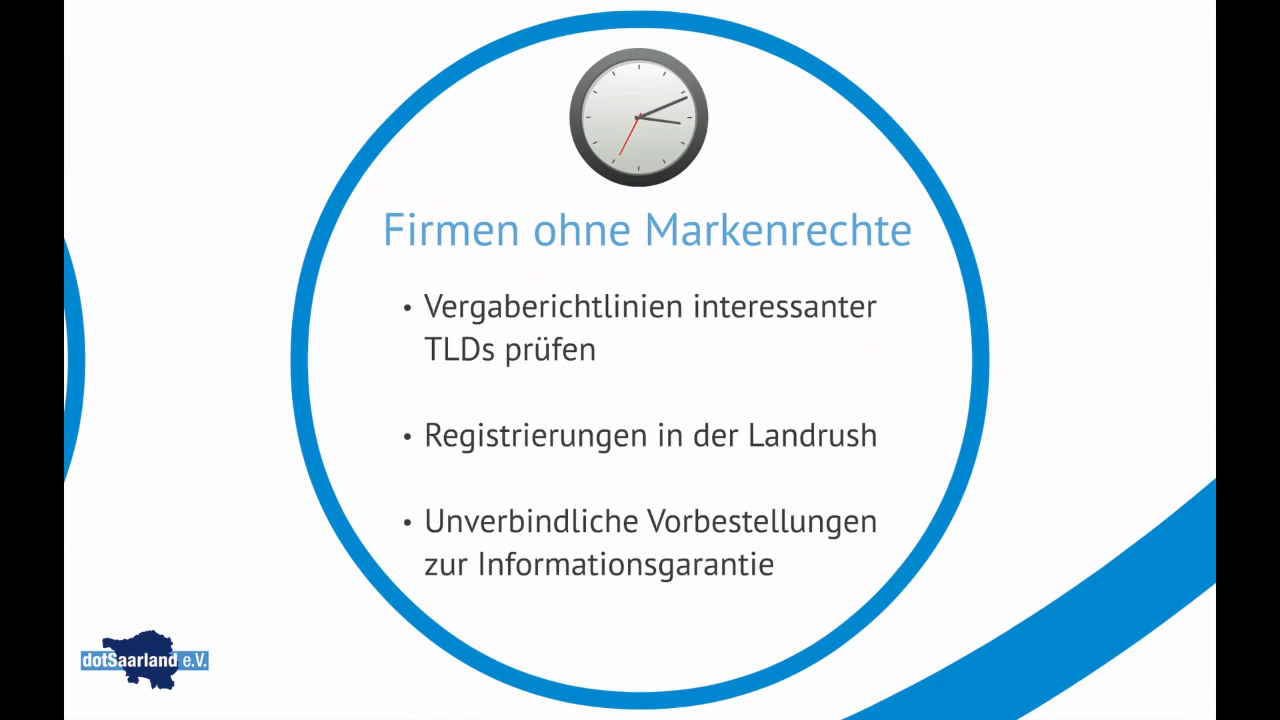 Firmen ohne Markenrechte
• Vergaberichtlinien interessanter
TLDs prüfen
• Registrierungen in der Landrush
• Unverbindliche Vorbestellungen
zur Informationsgarantie
dotSaarland e.V.